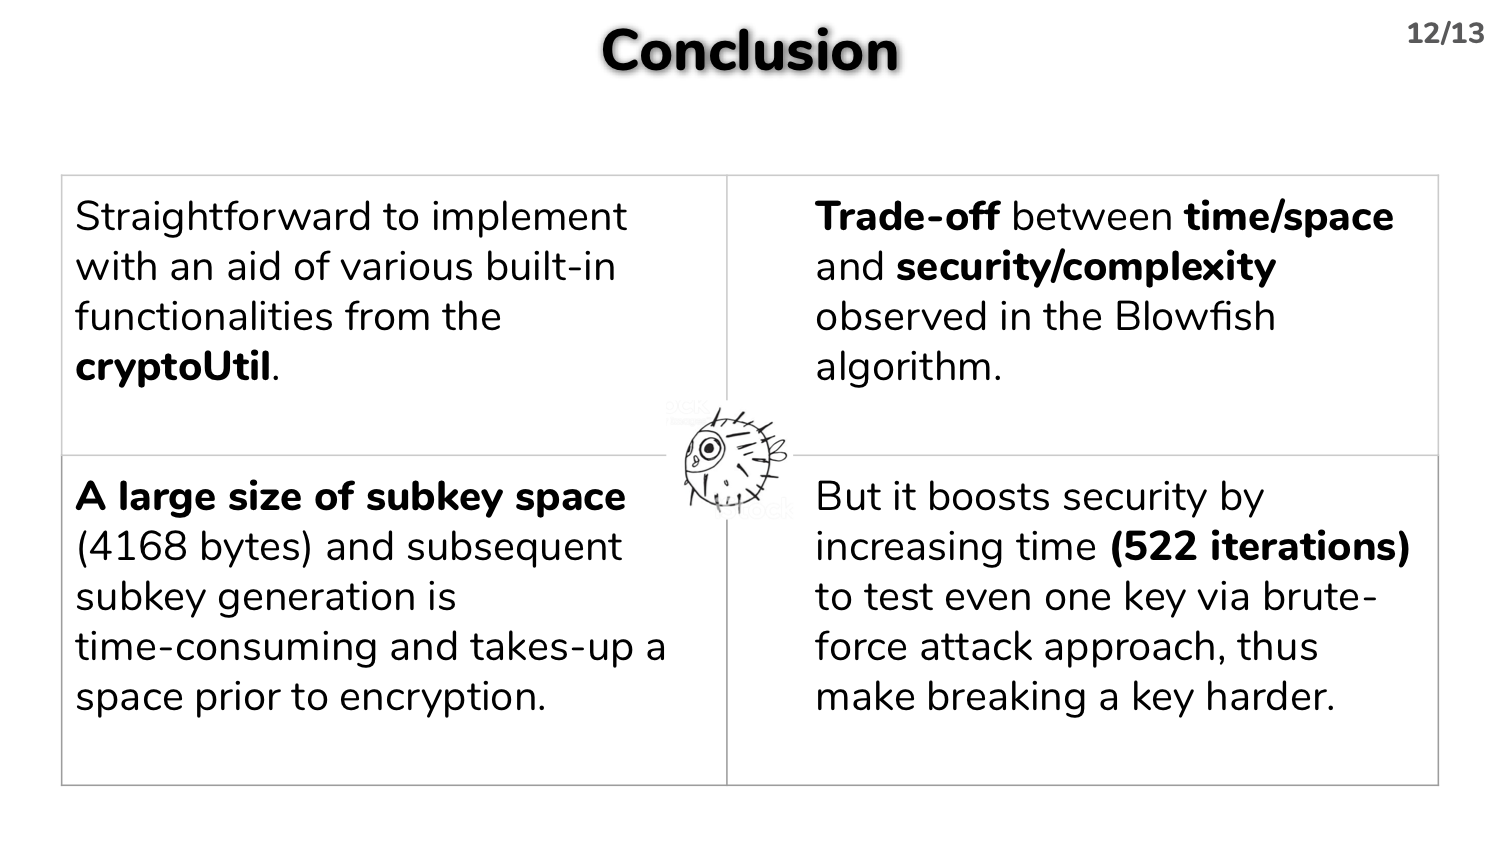 Conclusion
12/13
Straightforward to implement
with an aid of various built-in
functionalities from the
cryptoUtil.
Trade-off between time/space
and security/complexity
observed in the Blowfish
algorithm.
A large size of subkey space
(4168 bytes) and subsequent
subkey generation is
time-consuming and takes-up a
space prior to encryption.
But it boosts security by
increasing time (522 iterations)
to test even one key via brute-
force attack approach, thus
make breaking a key harder.